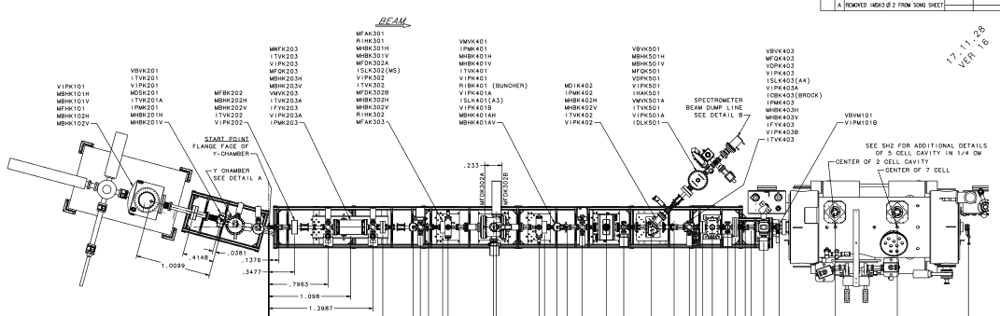 A REMOVED IMSK3 Ø 2 FROM SONG SHEET
17.11.28
VER 16
BEAM
VIPK101
MBHK101H
MBHK101V
MFHK101
MBHK102H
MBHK102V
VBVK201
ITVK201
VIPK201
MDSK201
ITVK201A
IPMK201
MHBK201H
MHBK201V
MFBK202
MBHK202H
MBHK202V
ITVK202
VIPK202
START POINT
FLANGE FACE OF
Y-CHAMBER
Y CHAMBER
SEE DETAIL A
MWFK203
ITVK203
VIPK203
MFQK203
MBHK203H
MBHK203V
VMVK203
ITVK203A
IFYK203
VIPK203A
IPMK203
MFAK301
RIHK301
MHBK301H
MHBK301V
MFDK302A
ISLK302(MS)
VIPK302
ITVK302
MFDK302B
MHBK302H
MHBK302V
RIHK302
MFAK303
VMVK401
IPMK401
MHBK401H
MHBK401V
ITVK401
VIPK401
RIBK401 (BUNCHER)
VIPK401A
ISLK401(A3)
VIPK401B
MBHK401AH
MBHK401AV
.233
MFDK302A
MFDK302B
MDIK402
IPMK402
MHBK402H
MHBK402V
ITVK402
VIPK402
VBVK501
MBHK501H
MBHK501V
MFQK501
VDPK501
VIPK501
IHAK501
VMVK501A
ITVK501
VIPK501A
IDLK501
SPECTROMETER
BEAM DUMP LINE
SEE DETAIL B
VBVK403
MFQK403
VDPK403
VIPK403
ISLK403(A4)
VIPK403A
ICBK403(BROCK)
IPMK403
MHBK403H
MHBK403V
IFYK403
VIPK403B
ITVK403
VBVM101
VIPM101B
SEE SH2 FOR ADDITIONAL DETAILS
OF 5 CELL CAVITY IN 1/4 CM
CENTER OF 2 CELL CAVITY
CENTER OF 7 CELL
.4148
.0381
1.0099
.1376
.3477
.7963
1.098
1.3987